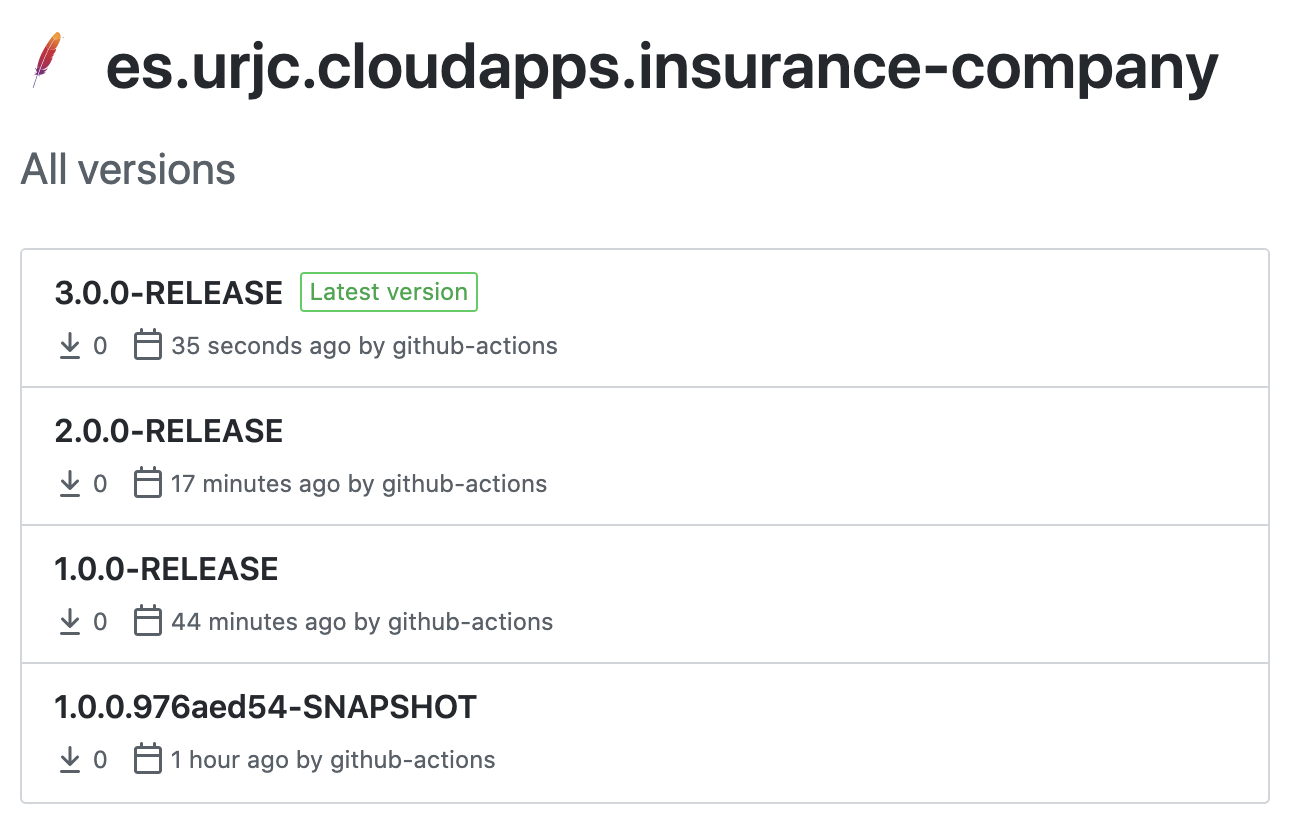 es.urjc.cloudapps.insurance-company
All versions
3.0.0-RELEASE Latest version
0 35 seconds ago by github-actions
2.0.0-RELEASE
0 17 minutes ago by github-actions
1.0.0-RELEASE
0 44 minutes ago by github-actions
1.0.0.976aed54-SNAPSHOT
0 1 hour ago by github-actions